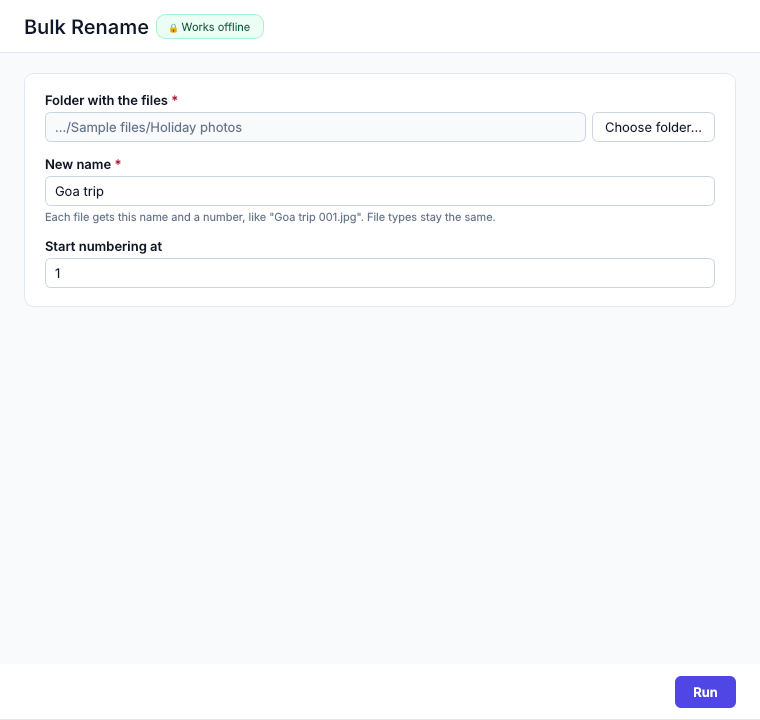 Bulk Rename
🔒 Works offline
Folder with the files *
.../Sample files/Holiday photos
Choose folder...
New name *
Goa trip
Each file gets this name and a number, like "Goa trip 001.jpg". File types stay the same.
Start numbering at
1
Run